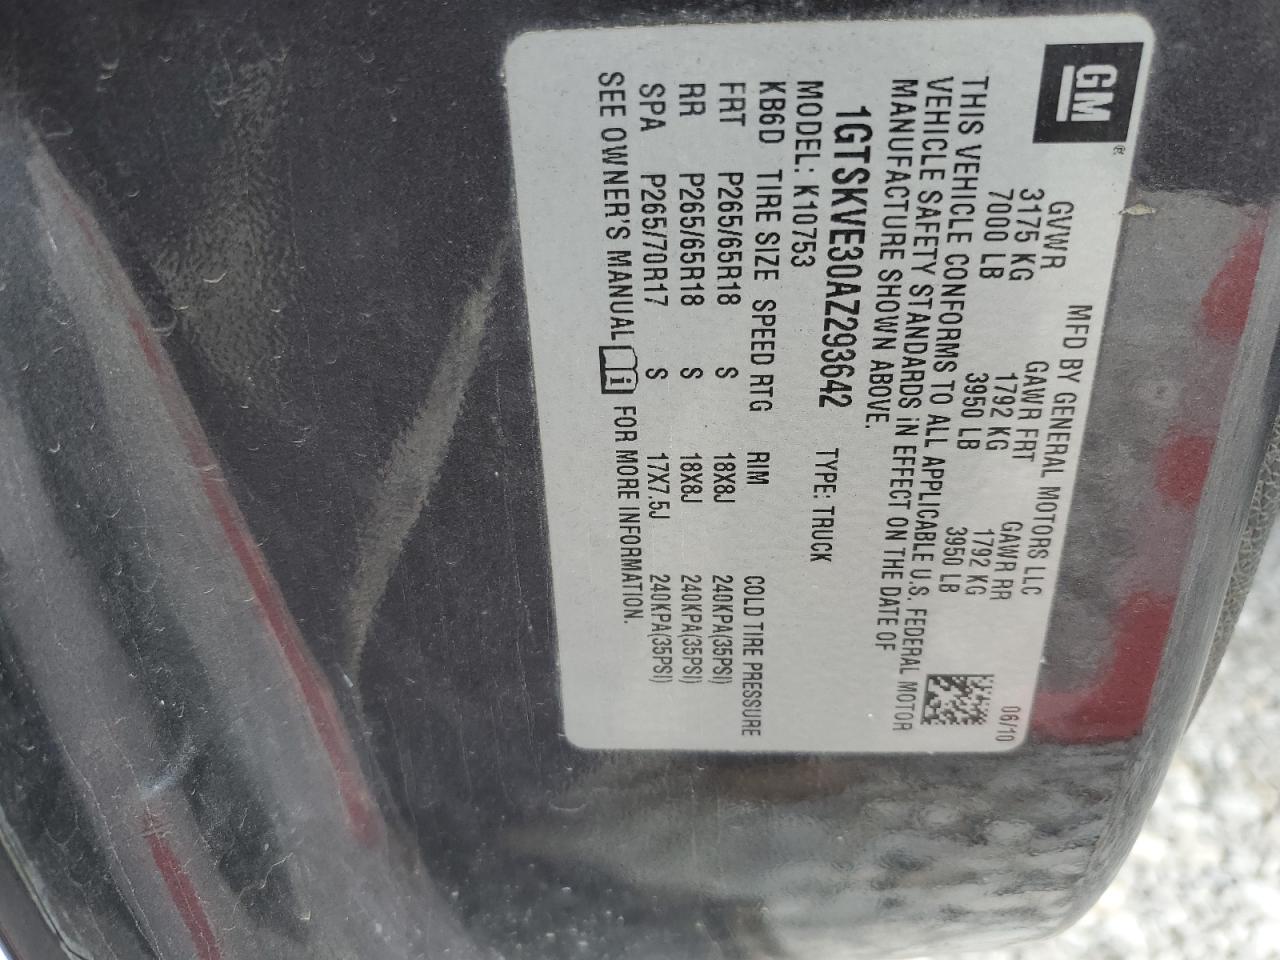 GM®
MFD BY GENERAL MOTORS LLC 06/10
GVWR GAWR FRT GAWR RR
3175 KG 1792 KG 1792 KG
7000 LB 3950 LB 3950 LB
THIS VEHICLE CONFORMS TO ALL APPLICABLE U.S. FEDERAL MOTOR
VEHICLE SAFETY STANDARDS IN EFFECT ON THE DATE OF
MANUFACTURE SHOWN ABOVE.
1GTSKVE30AZ293642 TYPE: TRUCK
MODEL: K10753
KB6D TIRE SIZE SPEED RTG RIM COLD TIRE PRESSURE
FRT P265/65R18 S 18X8J 240KPA(35PSI)
RR P265/65R18 S 18X8J 240KPA(35PSI)
SPA P265/70R17 S 17X7.5J 240KPA(35PSI)
SEE OWNER'S MANUAL i FOR MORE INFORMATION.